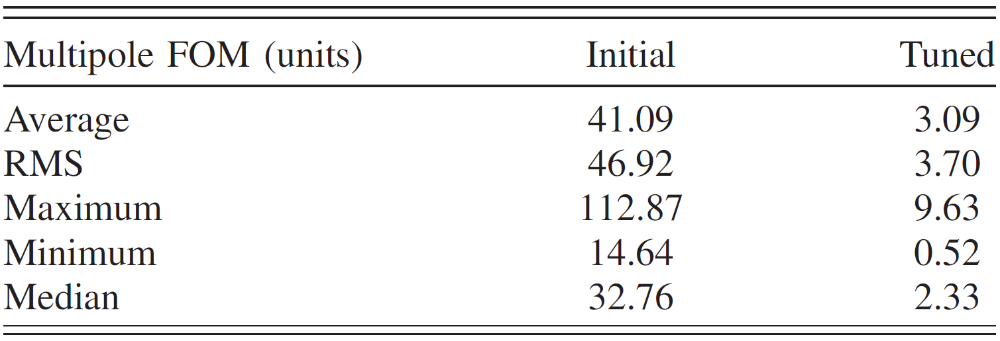 Multipole FOM (units) Initial Tuned
Average 41.09 3.09
RMS 46.92 3.70
Maximum 112.87 9.63
Minimum 14.64 0.52
Median 32.76 2.33